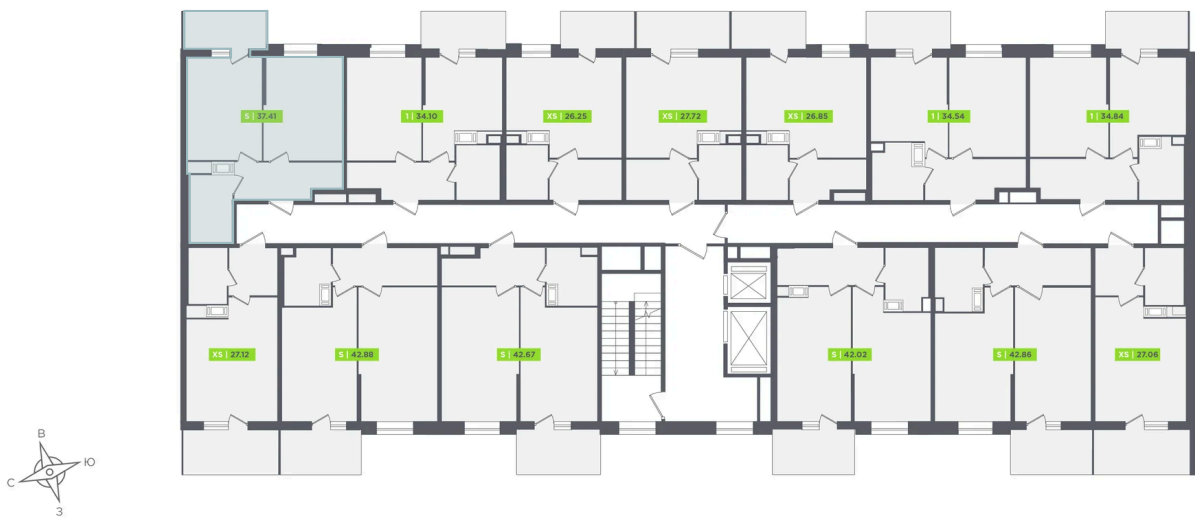 S | 37.41
1 | 34.10
XS | 26.25
XS | 27.72
XS | 26.85
1 | 34.54
1 | 34.84
XS | 27.12
S | 42.88
S | 42.67
S | 42.02
S | 42.86
XS | 27.06
В
Ю
С
З